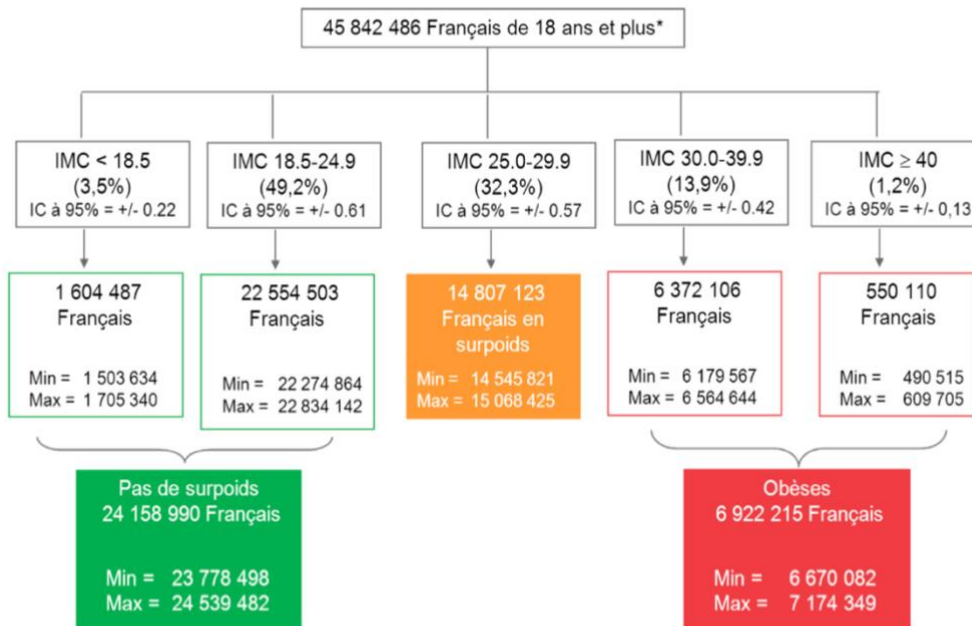 45 842 486 Français de 18 ans et plus*
IMC < 18.5
(3,5%)
IC à 95% = +/- 0.22
IMC 18.5-24.9
(49,2%)
IC à 95% = +/- 0.61
IMC 25.0-29.9
(32,3%)
IC à 95% = +/- 0.57
IMC 30.0-39.9
(13,9%)
IC à 95% = +/- 0.42
IMC ≥ 40
(1,2%)
IC à 95% = +/- 0,13
1 604 487
Français
Min = 1 503 634
Max = 1 705 340
22 554 503
Français
Min = 22 274 864
Max = 22 834 142
14 807 123
Français en
surpoids
Min = 14 545 821
Max = 15 068 425
6 372 106
Français
Min = 6 179 567
Max = 6 564 644
550 110
Français
Min = 490 515
Max = 609 705
Pas de surpoids
24 158 990 Français
Min = 23 778 498
Max = 24 539 482
Obèses
6 922 215 Français
Min = 6 670 082
Max = 7 174 349